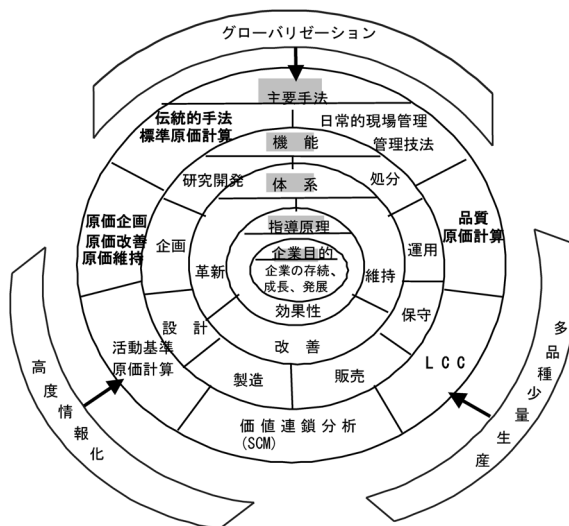 グローバリゼーション
主要手法
伝統的手法
標準原価計算
日常的現場管理
管理技法
機 能
研究開発
処分
体 系
原価企画
原価改善
原価維持
品質
原価計算
指導原理
企画
運用
企業目的
企業の存続、
成長、発展
革新
維持
効果性
設 計
保守
改 善
活動基準
原価計算
LCC
製造
販売
価値連鎖分析
(SCM)
高度情報化
多品種少量生産